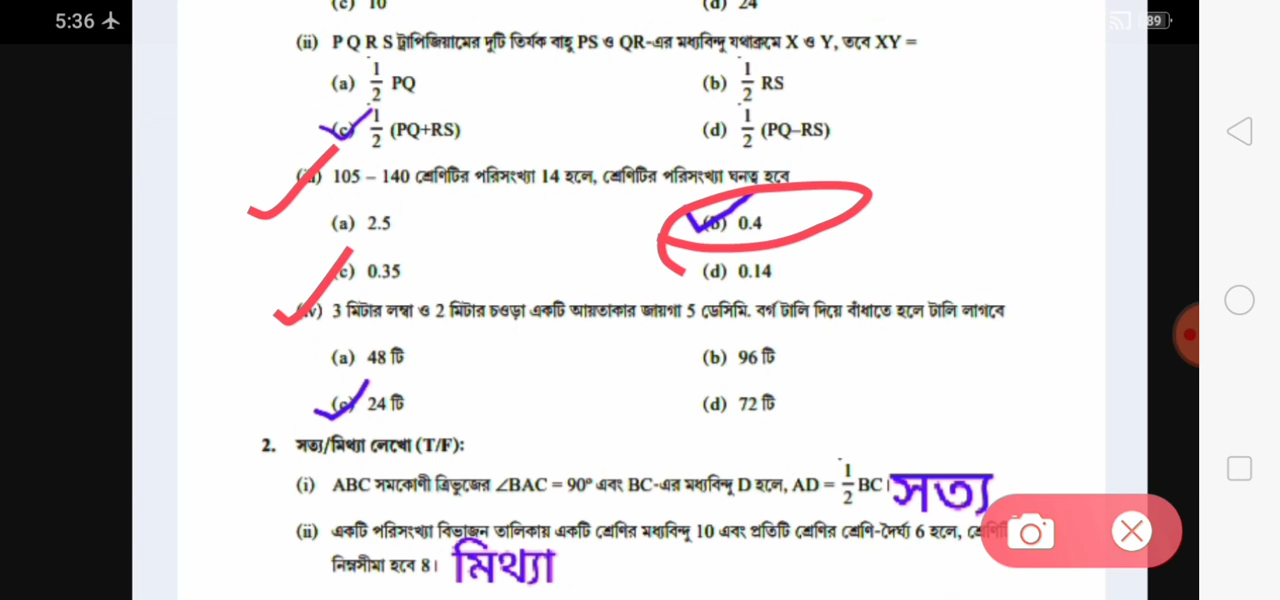 5:36
89
(c) 10 (d) 24
(ii) P Q R S ট্রাপিজিয়ামের দুটি তির্যক বাহু PS ও QR-এর মধ্যবিন্দু যথাক্রমে X ও Y, তবে XY =
(a) 1/2 PQ (b) 1/2 RS
(c) 1/2 (PQ+RS) (d) 1/2 (PQ–RS)
(iii) 105 – 140 শ্রেণিটির পরিসংখ্যা 14 হলে, শ্রেণিটির পরিসংখ্যা ঘনত্ব হবে
(a) 2.5 (b) 0.4
(c) 0.35 (d) 0.14
(iv) 3 মিটার লম্বা ও 2 মিটার চওড়া একটি আয়তাকার জায়গা 5 ডেসিমি. বর্গ টালি দিয়ে বাঁধাতে হলে টালি লাগবে
(a) 48 টি (b) 96 টি
(c) 24 টি (d) 72 টি
2. সত্য/মিথ্যা লেখো (T/F):
(i) ABC সমকোণী ত্রিভুজের ∠BAC = 90° এবং BC-এর মধ্যবিন্দু D হলে, AD = 1/2 BC। সত্য
(ii) একটি পরিসংখ্যা বিভাজন তালিকায় একটি শ্রেণির মধ্যবিন্দু 10 এবং প্রতিটি শ্রেণির শ্রেণি-দৈর্ঘ্য 6 হলে,
নিম্নসীমা হবে 8। মিথ্যা